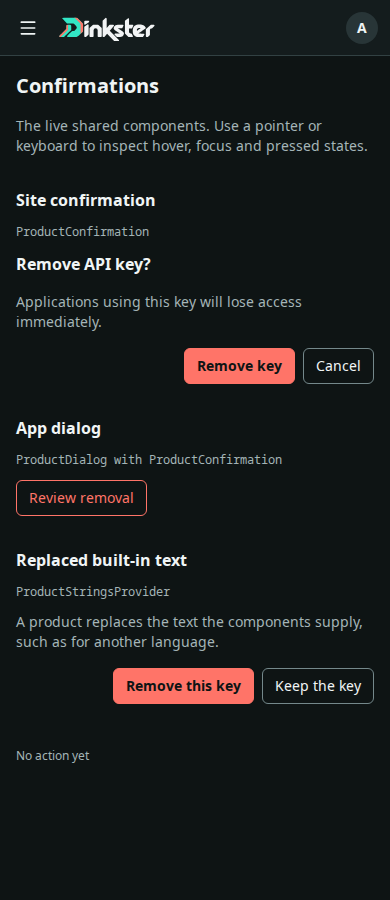 Dinkster
A
Confirmations
The live shared components. Use a pointer or
keyboard to inspect hover, focus and pressed states.
Site confirmation
ProductConfirmation
Remove API key?
Applications using this key will lose access
immediately.
Remove key
Cancel
App dialog
ProductDialog with ProductConfirmation
Review removal
Replaced built-in text
ProductStringsProvider
A product replaces the text the components supply,
such as for another language.
Remove this key
Keep the key
No action yet